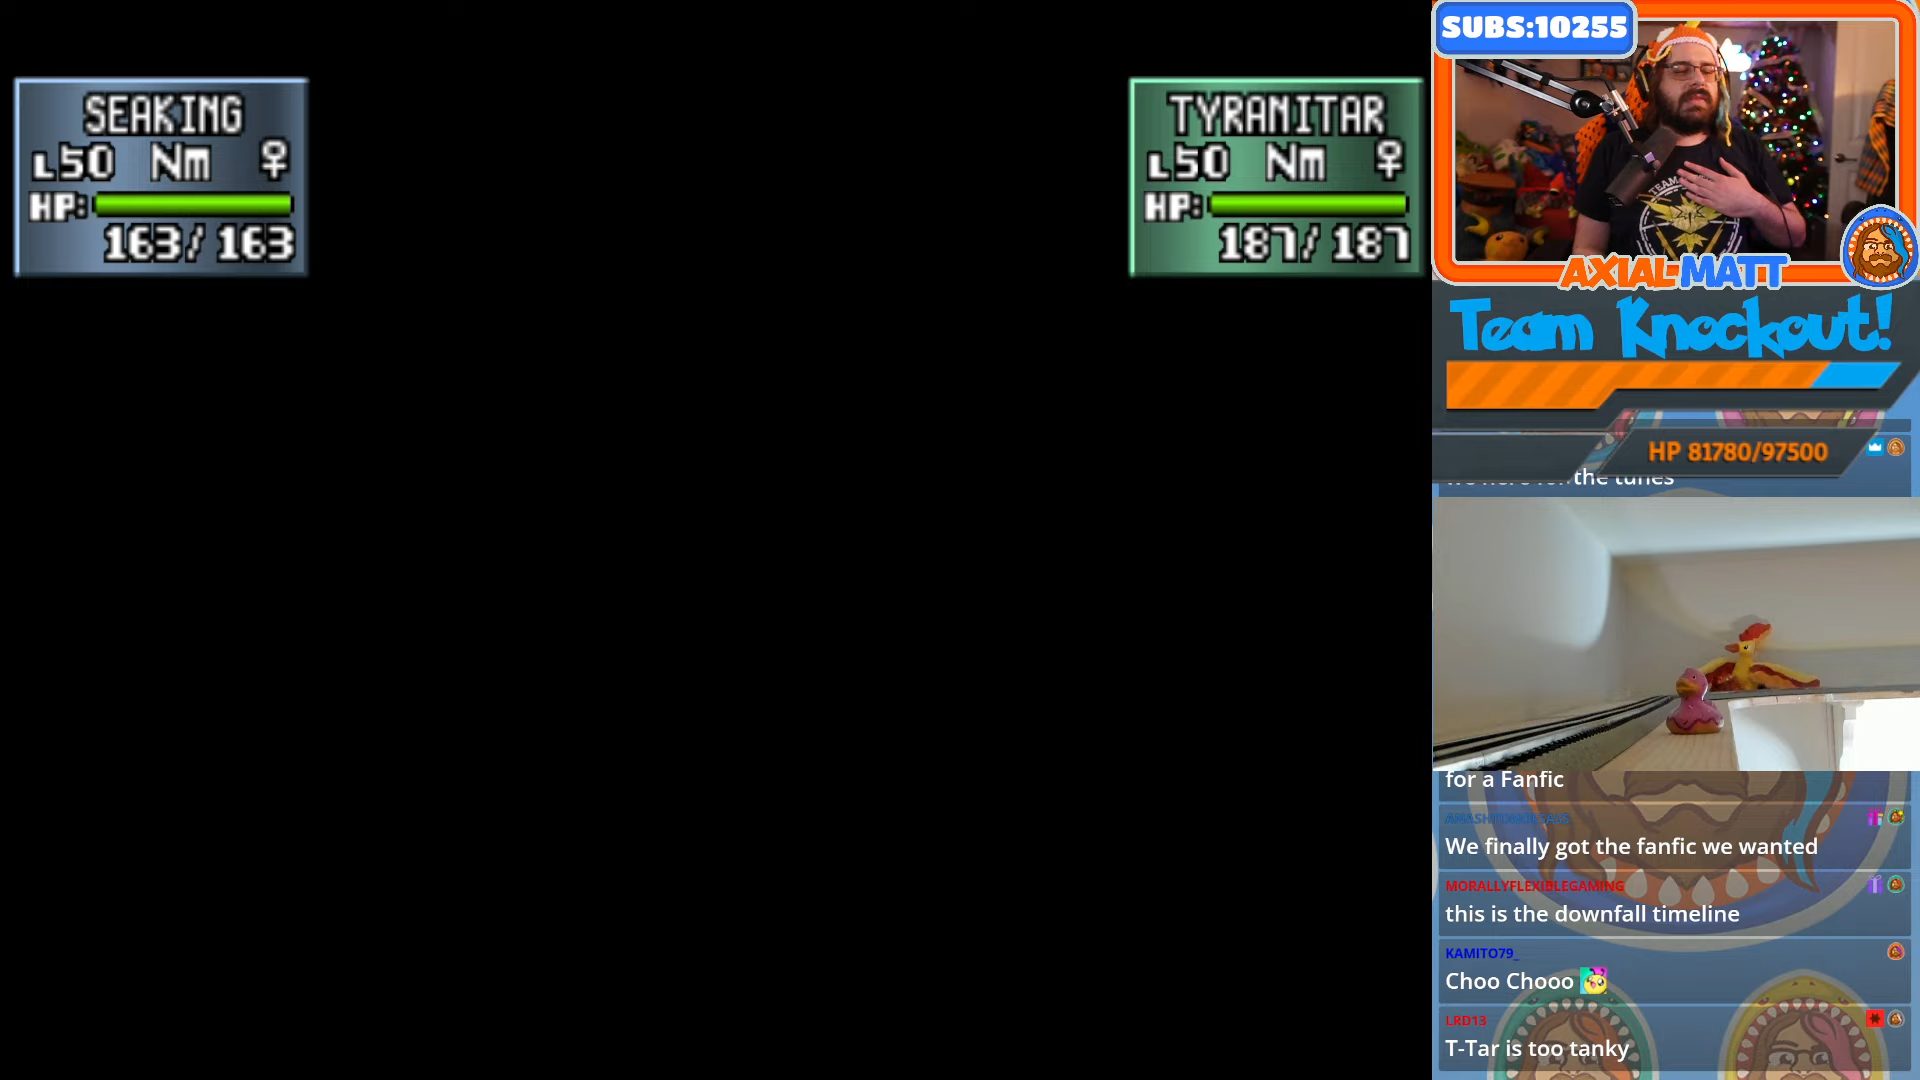 SEAKING
L50 Nm ♀
HP:
163/163
TYRANITAR
L50 Nm ♀
HP:
187/187
SUBS:10255
TEAM
AXIAL-MATT
Team Knockout!
HP 81780/97500
the tunes
for a Fanfic
We finally got the fanfic we wanted
MORALLYFLEXIBLEGAMING
this is the downfall timeline
KAMITO79_
Choo Chooo
LRD13
T-Tar is too tanky